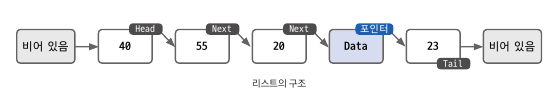 비어 있음
40
Head
55
Next
20
Next
Data
포인터
23
Tail
비어 있음
리스트의 구조